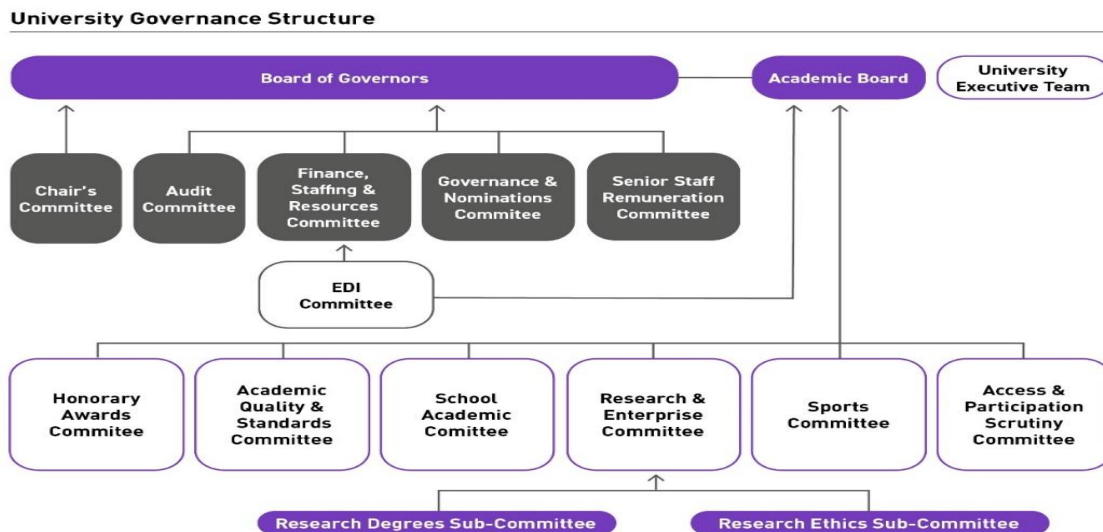 University Governance Structure
Board of Governors
Academic Board
University
Executive Team
Chair's
Committee
Audit
Committee
Finance,
Staffing &
Resources
Committee
Governance &
Nominations
Commitee
Senior Staff
Remuneration
Committee
EDI
Committee
Honorary
Awards
Commitee
Academic
Quality &
Standards
Committee
School
Academic
Comittee
Research &
Enterprise
Committee
Sports
Committee
Access &
Participation
Scrutiny
Committee
Research Degrees Sub-Committee
Research Ethics Sub-Committee